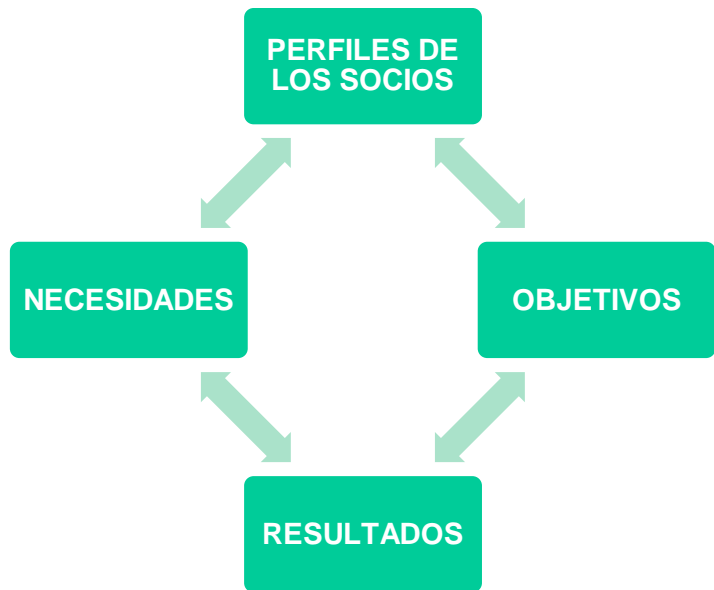 PERFILES DE
LOS SOCIOS
NECESIDADES
OBJETIVOS
RESULTADOS